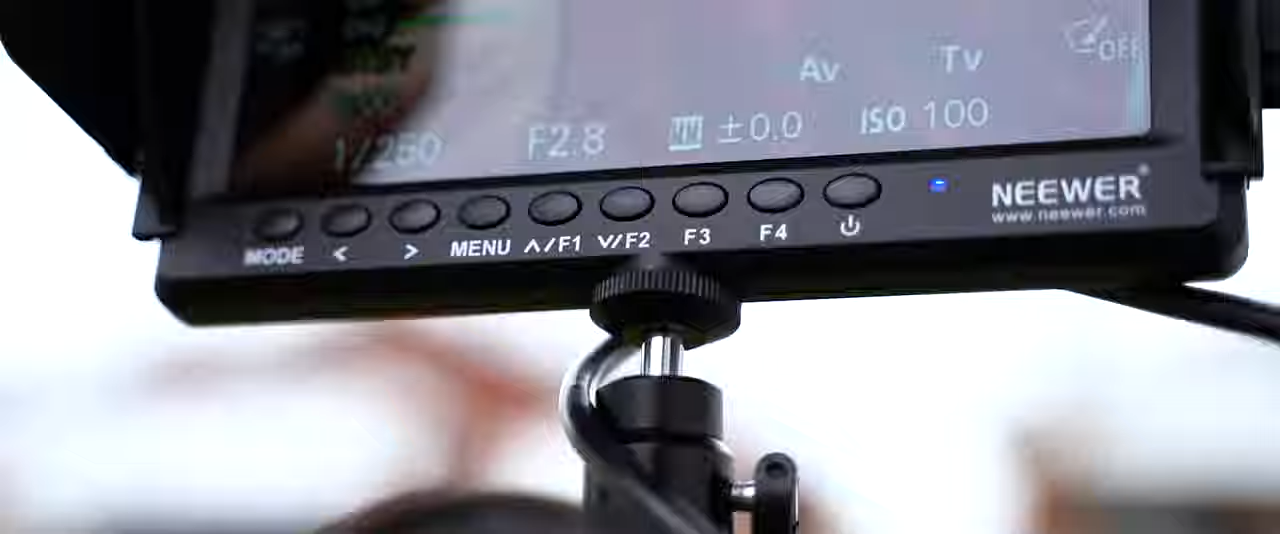 Av Tv OFF
1/250 F2.8 ±0.0 ISO 100
MODE < > MENU ∧/F1 ∨/F2 F3 F4
NEEWER®
www.neewer.com